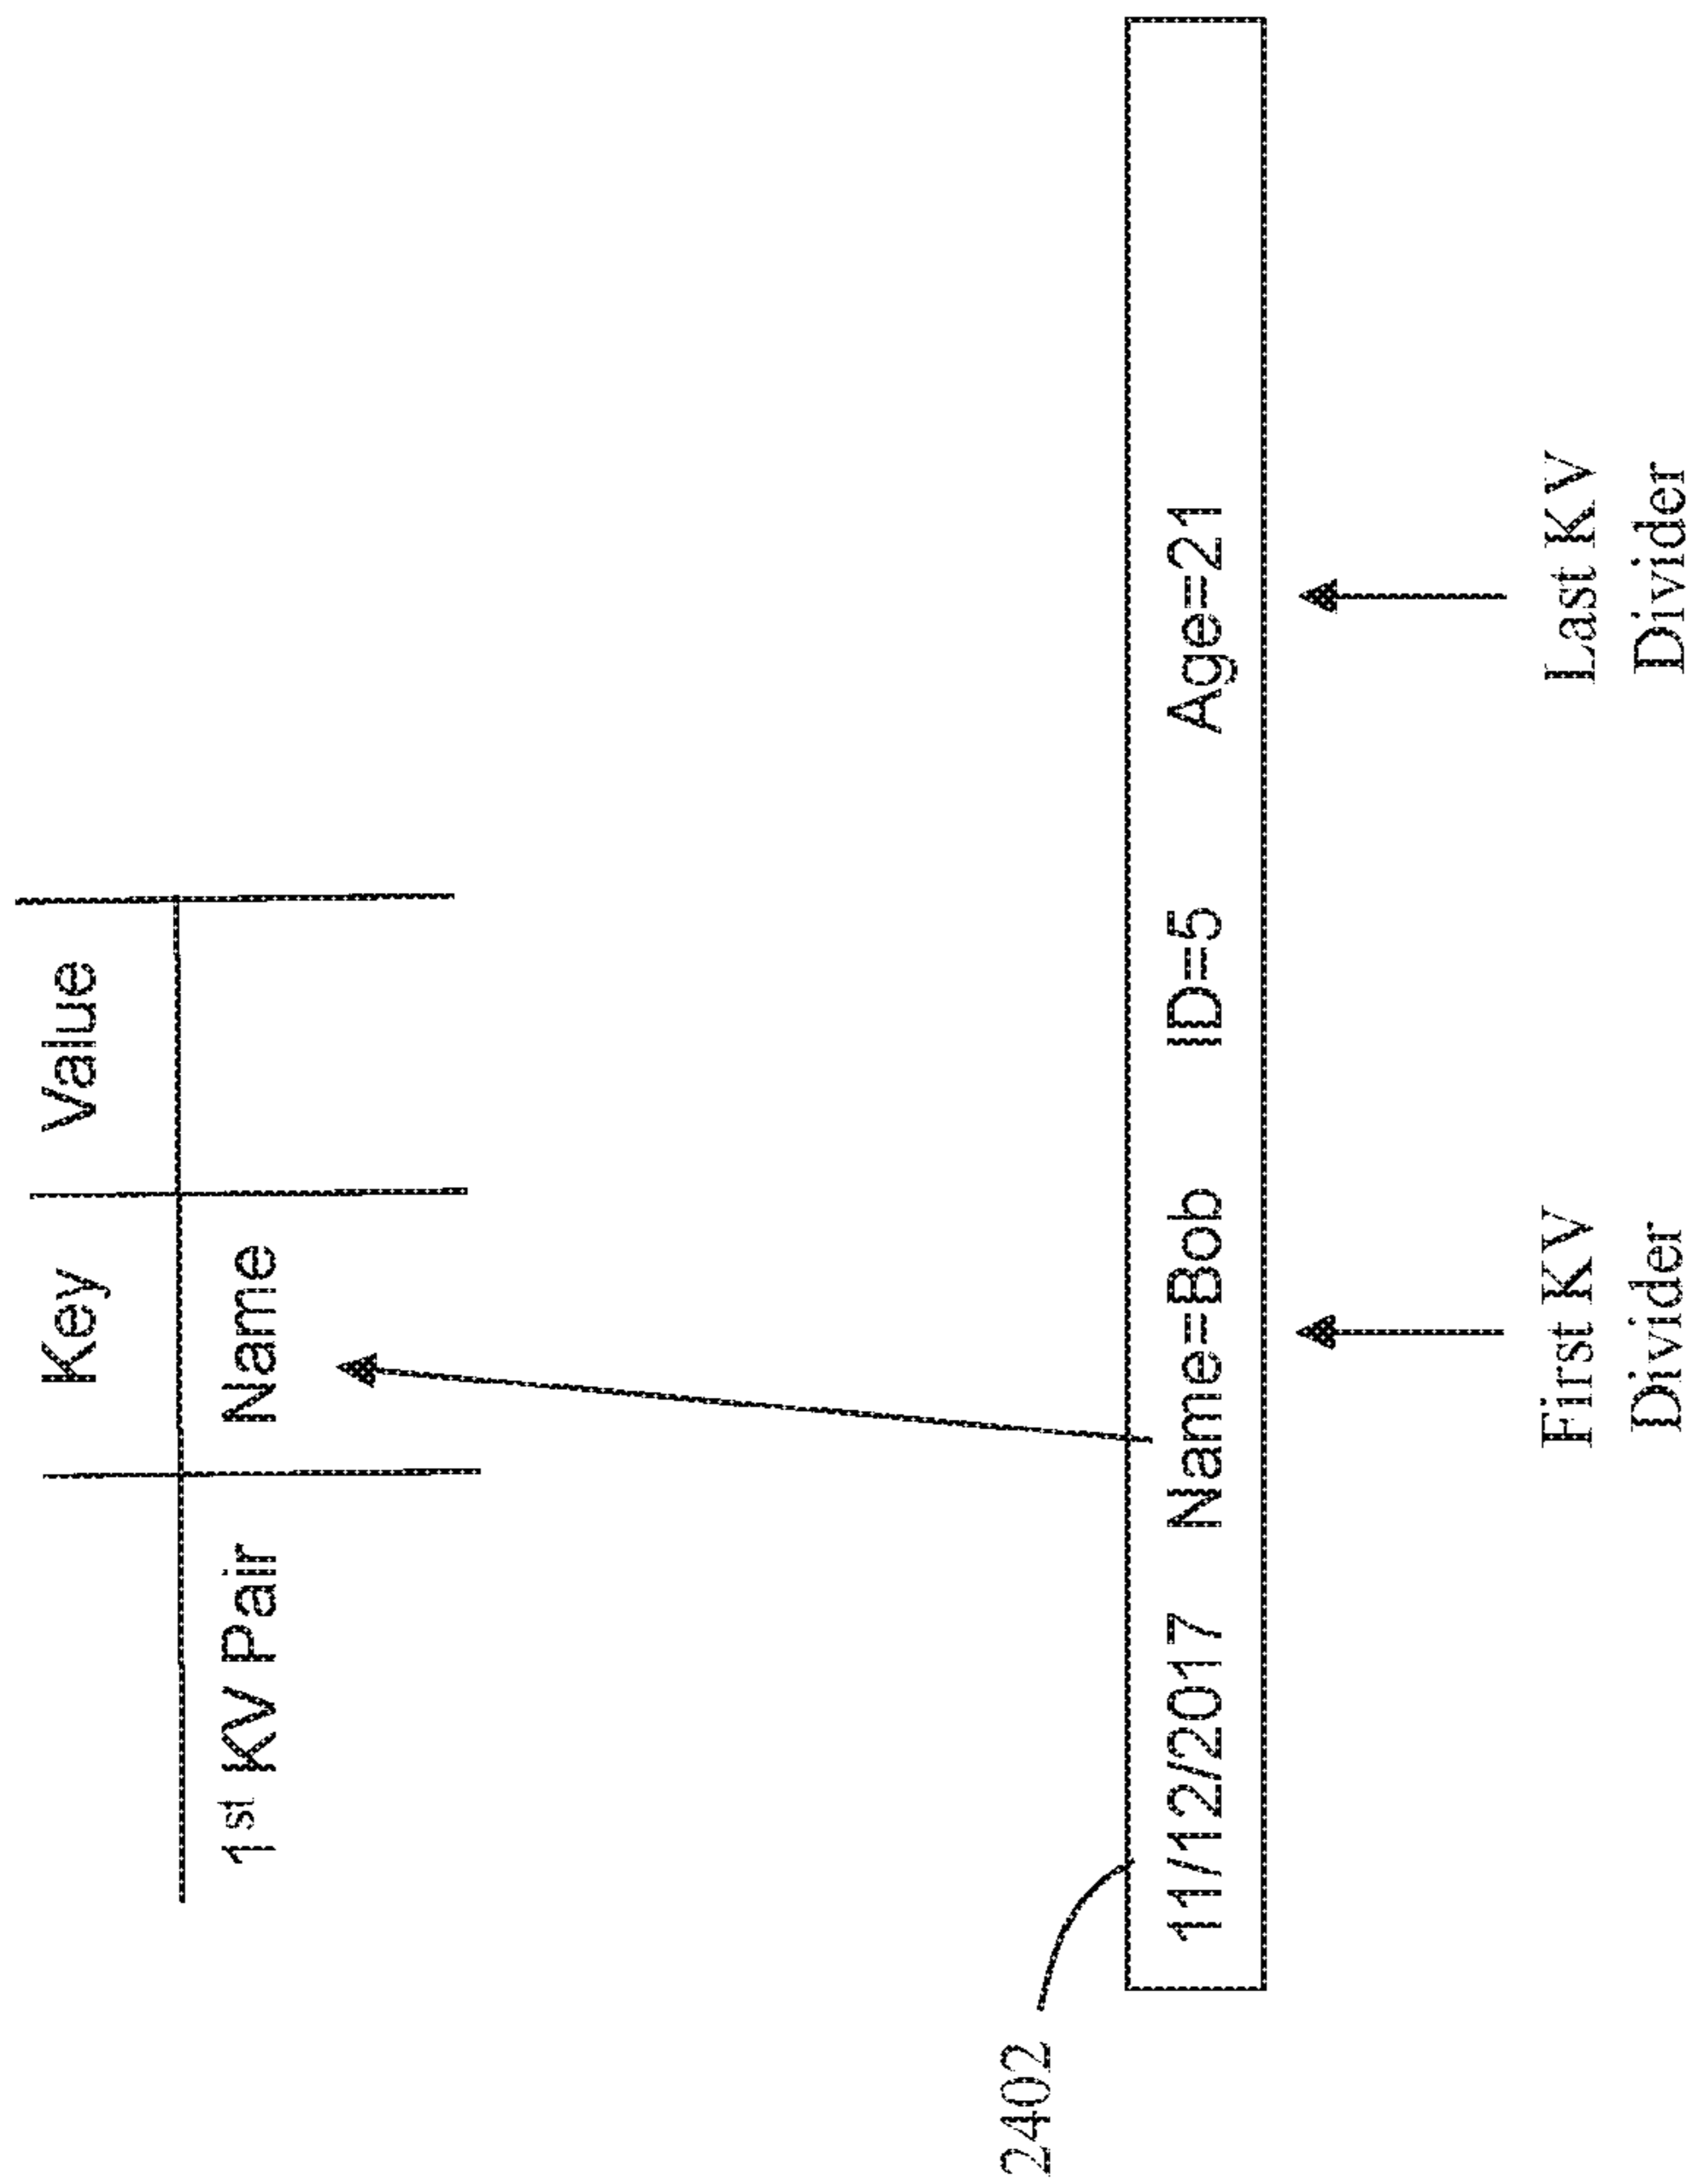 Key Value
1st KV Pair Name
2402
11/12/2017 Name=Bob ID=5 Age=21
First KV
Divider
Last KV
Divider